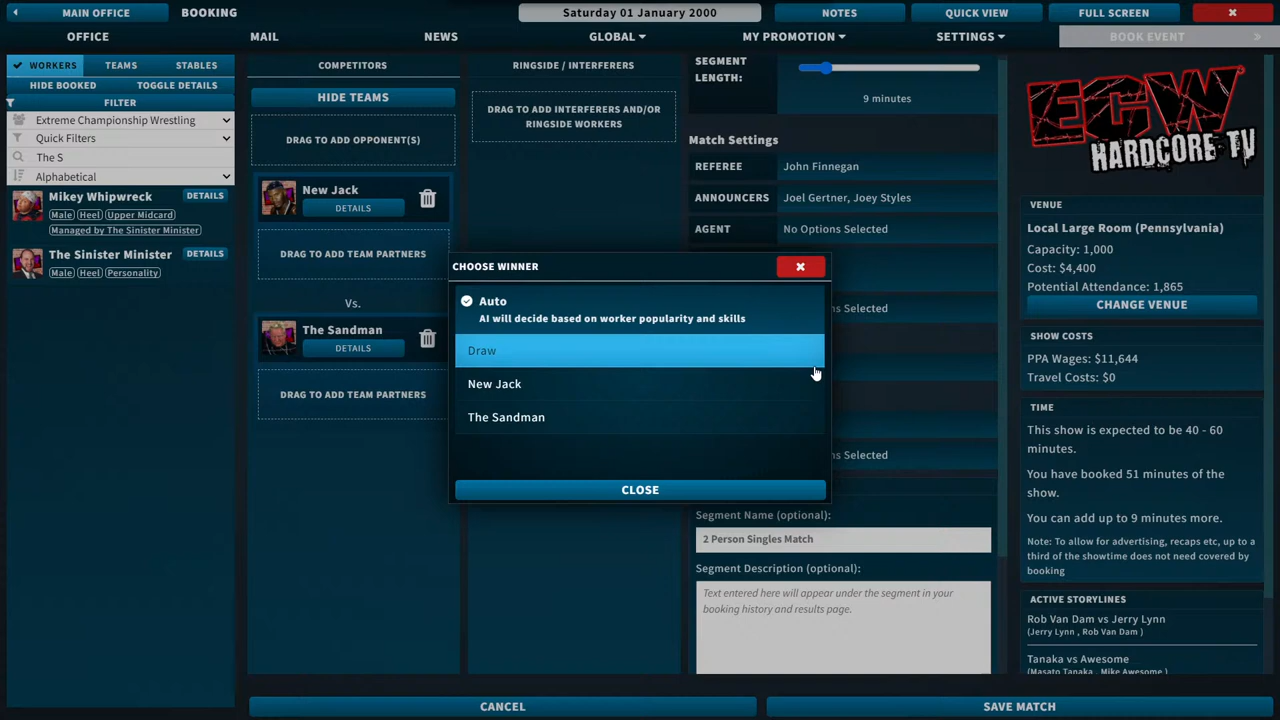 MAIN OFFICE
BOOKING
Saturday 01 January 2000
NOTES
QUICK VIEW
FULL SCREEN
OFFICE
MAIL
NEWS
GLOBAL
MY PROMOTION
SETTINGS
BOOK EVENT
WORKERS
TEAMS
STABLES
HIDE BOOKED
TOGGLE DETAILS
FILTER
Extreme Championship Wrestling
Quick Filters
The S
Alphabetical
Mikey Whipwreck
DETAILS
Male Heel Upper Midcard
Managed by The Sinister Minister
The Sinister Minister
DETAILS
Male Heel Personality
COMPETITORS
HIDE TEAMS
DRAG TO ADD OPPONENT(S)
New Jack
DETAILS
DRAG TO ADD TEAM PARTNERS
Vs.
The Sandman
DETAILS
DRAG TO ADD TEAM PARTNERS
RINGSIDE / INTERFERERS
DRAG TO ADD INTERFERERS AND/OR
RINGSIDE WORKERS
SEGMENT
LENGTH:
9 minutes
Match Settings
REFEREE
John Finnegan
ANNOUNCERS
Joel Gertner, Joey Styles
AGENT
No Options Selected
CHOOSE WINNER
Auto
AI will decide based on worker popularity and skills
Draw
New Jack
The Sandman
CLOSE
ns Selected
ns Selected
Segment Name (optional):
2 Person Singles Match
Segment Description (optional):
Text entered here will appear under the segment in your
booking history and results page.
ECW
HARDCORE TV
VENUE
Local Large Room (Pennsylvania)
Capacity: 1,000
Cost: $4,400
Potential Attendance: 1,865
CHANGE VENUE
SHOW COSTS
PPA Wages: $11,644
Travel Costs: $0
TIME
This show is expected to be 40 - 60
minutes.
You have booked 51 minutes of the
show.
You can add up to 9 minutes more.
Note: To allow for advertising, recaps etc, up to a
third of the showtime does not need covered by
booking
ACTIVE STORYLINES
Rob Van Dam vs Jerry Lynn
(Jerry Lynn , Rob Van Dam )
Tanaka vs Awesome
(Masato Tanaka , Mike Awesome )
CANCEL
SAVE MATCH